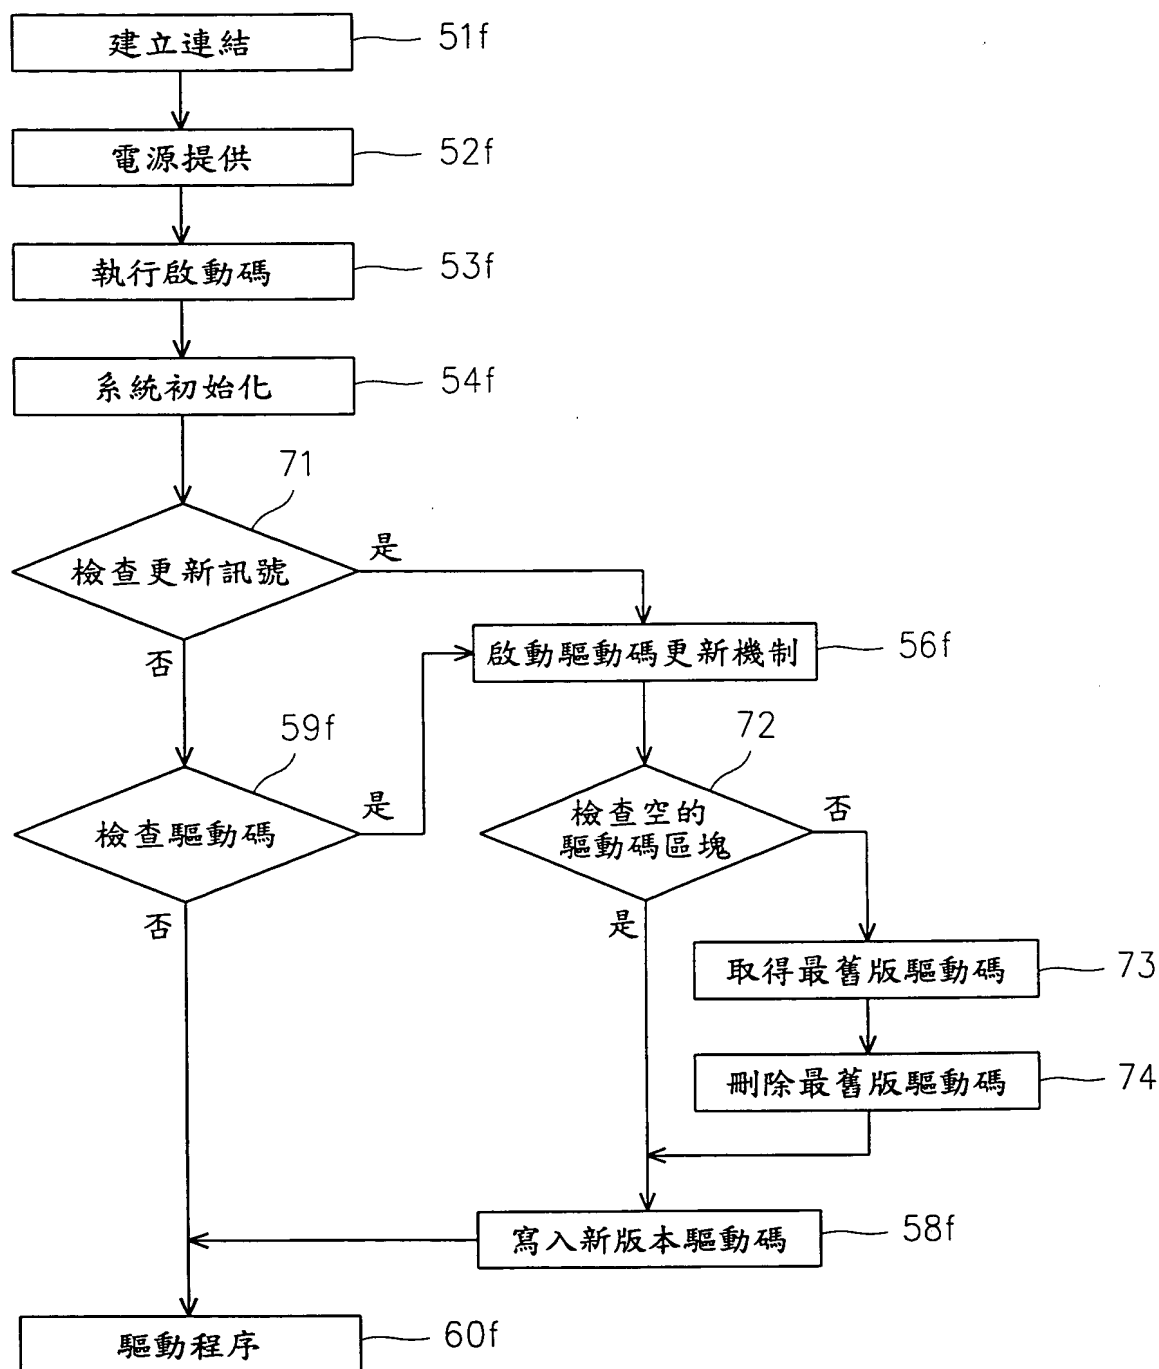 建立連結
51f
電源提供
52f
執行啟動碼
53f
系統初始化
54f
71
檢查更新訊號
是
否
啟動驅動碼更新機制
56f
59f
檢查驅動碼
是
否
72
檢查空的
驅動碼區塊
否
是
取得最舊版驅動碼
73
刪除最舊版驅動碼
74
寫入新版本驅動碼
58f
驅動程序
60f